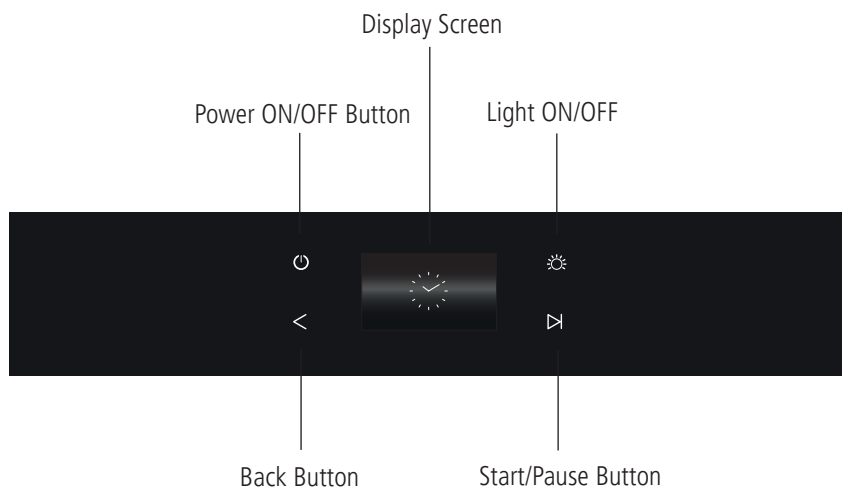 Display Screen
Power ON/OFF Button
Light ON/OFF
Back Button
Start/Pause Button